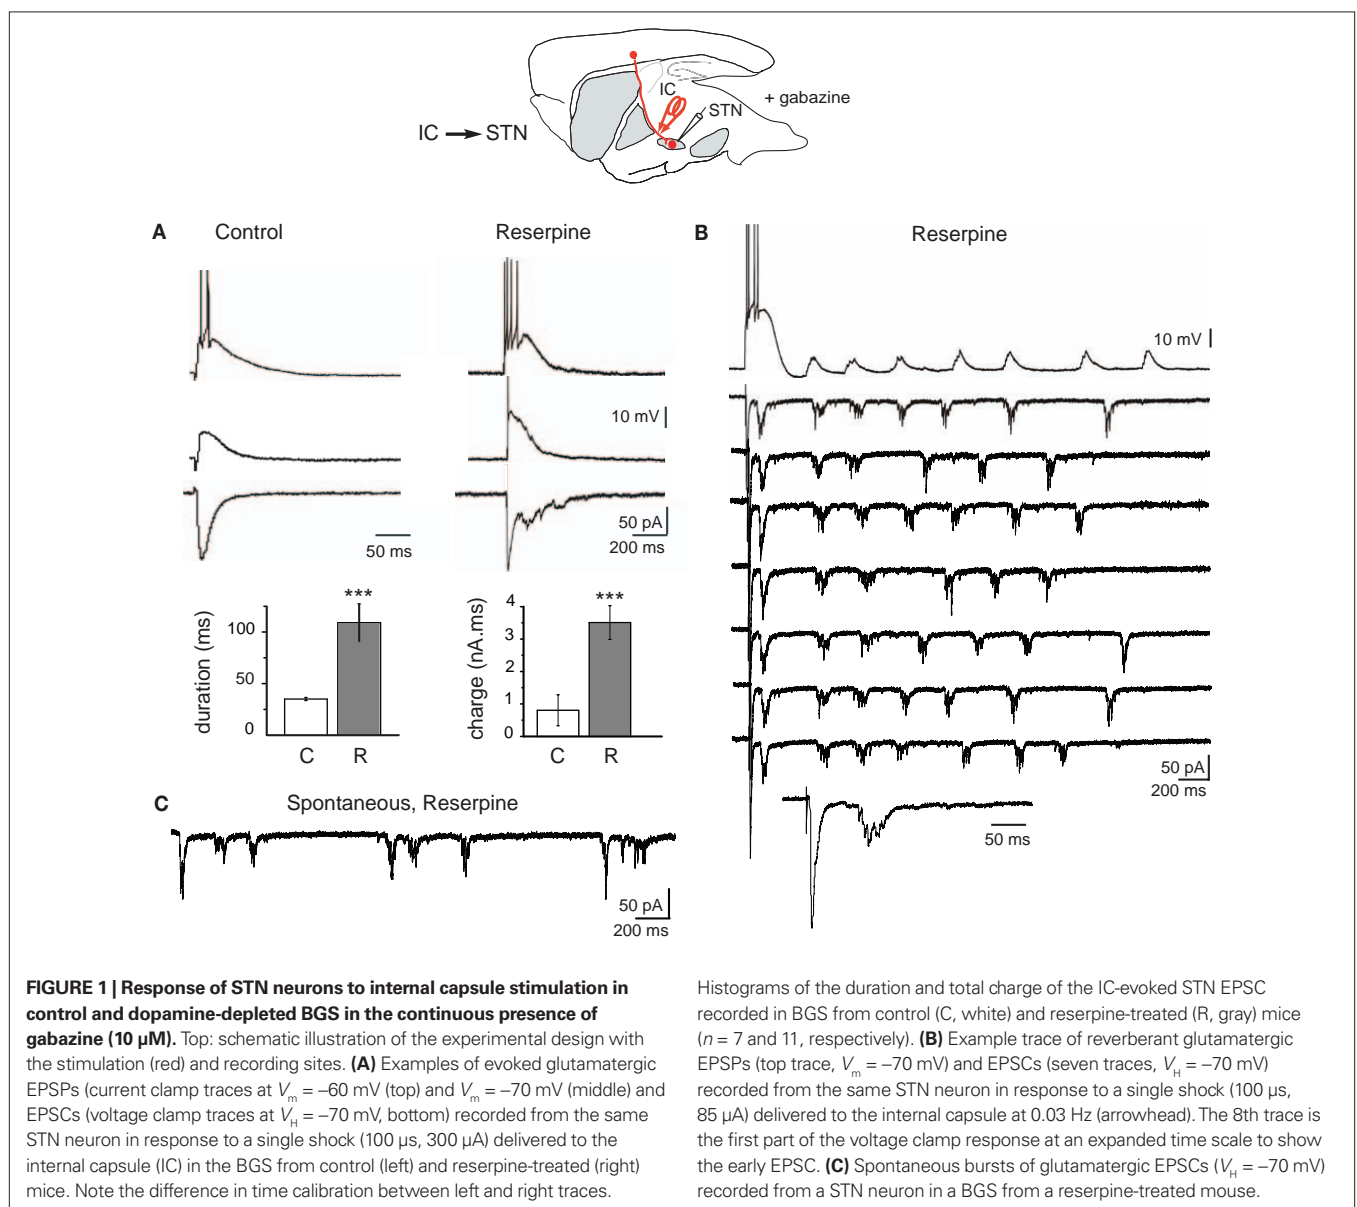 IC
STN
+ gabazine
IC → STN
A
Control
Reserpine
B
Reserpine
10 mV
10 mV
50 ms
50 pA
200 ms
duration (ms)
100
50
0
***
C
R
charge (nA.ms)
4
3
2
1
0
***
C
R
50 pA
200 ms
50 ms
C
Spontaneous, Reserpine
50 pA
200 ms
FIGURE 1 | Response of STN neurons to internal capsule stimulation in
control and dopamine-depleted BGS in the continuous presence of
gabazine (10 µM). Top: schematic illustration of the experimental design with
the stimulation (red) and recording sites. (A) Examples of evoked glutamatergic
EPSPs (current clamp traces at Vm = –60 mV (top) and Vm = –70 mV (middle) and
EPSCs (voltage clamp traces at VH = –70 mV, bottom) recorded from the same
STN neuron in response to a single shock (100 µs, 300 µA) delivered to the
internal capsule (IC) in the BGS from control (left) and reserpine-treated (right)
mice. Note the difference in time calibration between left and right traces.
Histograms of the duration and total charge of the IC-evoked STN EPSC
recorded in BGS from control (C, white) and reserpine-treated (R, gray) mice
(n = 7 and 11, respectively). (B) Example trace of reverberant glutamatergic
EPSPs (top trace, Vm = –70 mV) and EPSCs (seven traces, VH = –70 mV)
recorded from the same STN neuron in response to a single shock (100 µs,
85 µA) delivered to the internal capsule at 0.03 Hz (arrowhead). The 8th trace is
the first part of the voltage clamp response at an expanded time scale to show
the early EPSC. (C) Spontaneous bursts of glutamatergic EPSCs (VH = –70 mV)
recorded from a STN neuron in a BGS from a reserpine-treated mouse.